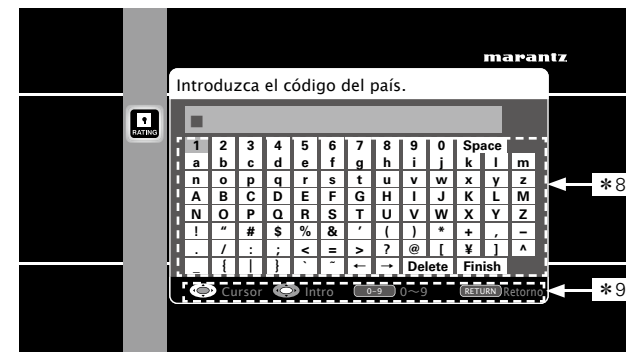 marantz
Introduzca el código del país.
RATING
1 2 3 4 5 6 7 8 9 0 Space
a b c d e f g h i j k l m
n o p q r s t u v w x y z
A B C D E F G H I J K L M
N O P Q R S T U V W X Y Z
! " # $ % & ' ( ) * + , –
. / : ; < = > ? @ [ ¥ ] ^
_ { | } ` ~ ← → Delete Finish
Cursor Intro 0-9 0～9 RETURN Retorno
*8
*9